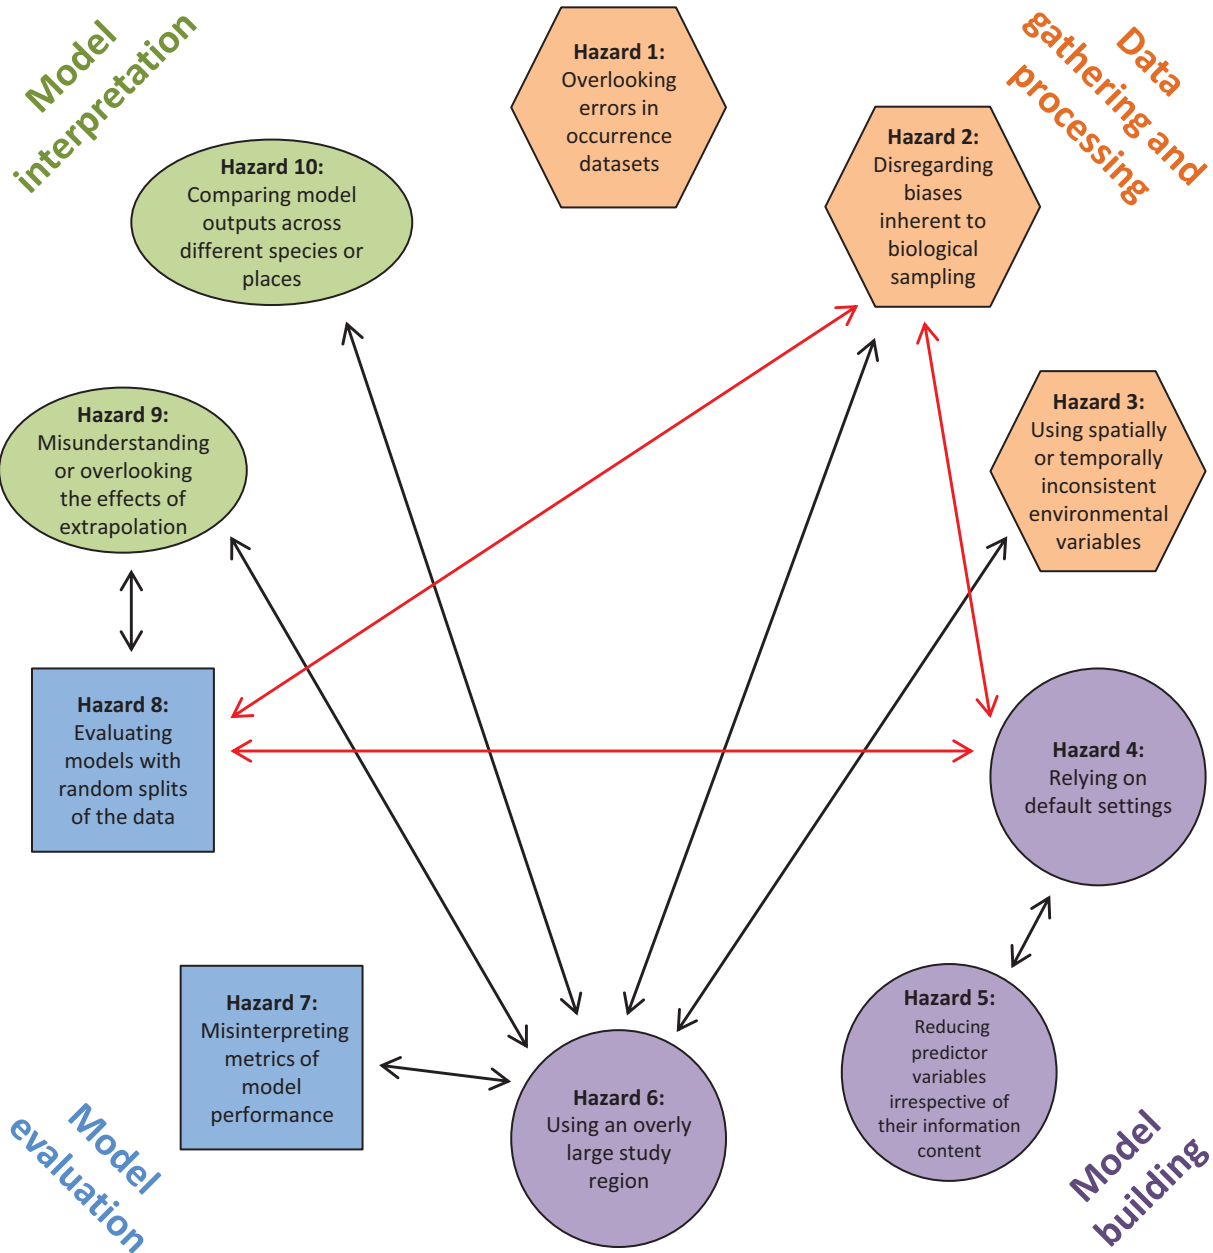 Model
interpretation
Data
gathering and
processing
Hazard 1:
Overlooking
errors in
occurrence
datasets
Hazard 2:
Disregarding
biases
inherent to
biological
sampling
Hazard 3:
Using spatially
or temporally
inconsistent
environmental
variables
Hazard 4:
Relying on
default settings
Hazard 5:
Reducing
predictor
variables
irrespective of
their information
content
Hazard 6:
Using an overly
large study
region
Hazard 7:
Misinterpreting
metrics of
model
performance
Hazard 8:
Evaluating
models with
random splits
of the data
Hazard 9:
Misunderstanding
or overlooking
the effects of
extrapolation
Hazard 10:
Comparing model
outputs across
different species or
places
Model
evaluation
Model
building